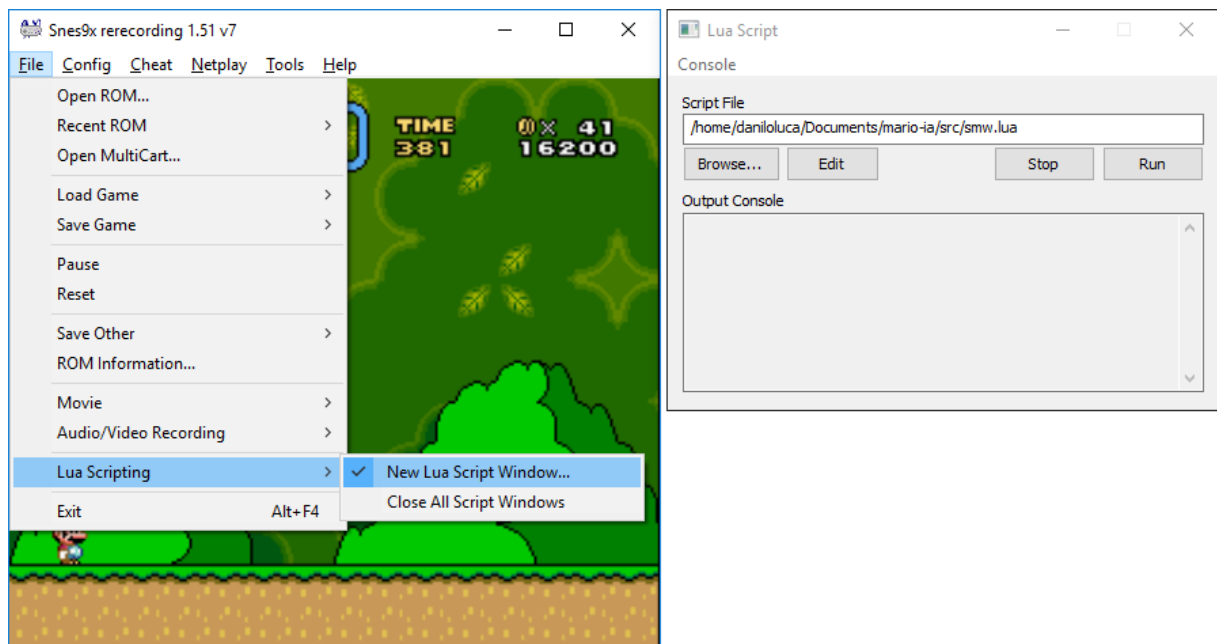 Snes9x rerecording 1.51 v7
File Config Cheat Netplay Tools Help
Open ROM...
Recent ROM
Open MultiCart...
Load Game
Save Game
Pause
Reset
Save Other
ROM Information...
Movie
Audio/Video Recording
Lua Scripting
Exit Alt+F4
New Lua Script Window...
Close All Script Windows
TIME 0× 41
381 16200
Lua Script
Console
Script File
/home/daniloluca/Documents/mario-ia/src/smw.lua
Browse... Edit Stop Run
Output Console